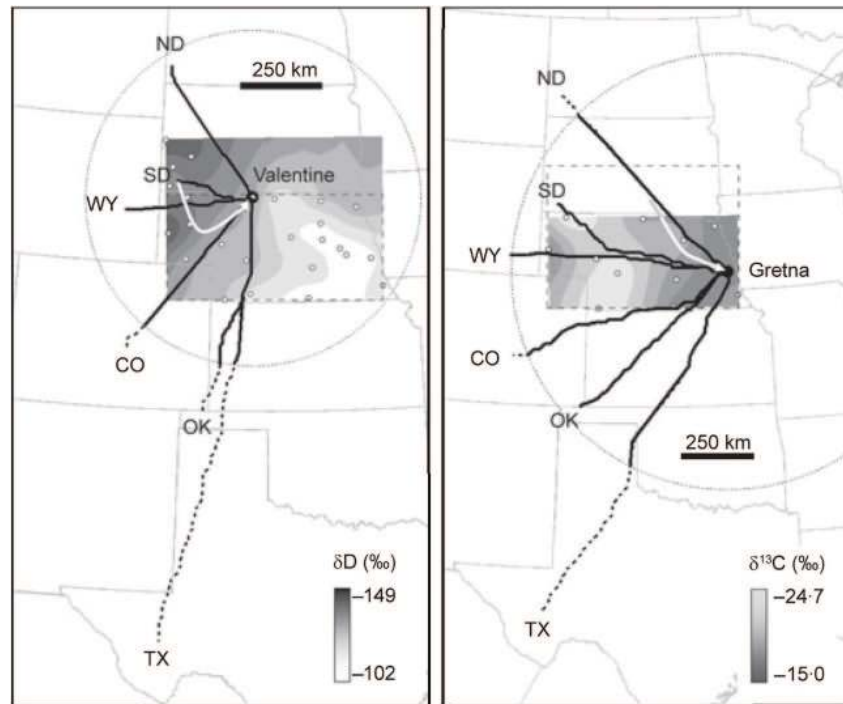 ND
250 km
SD
Valentine
WY
CO
OK
TX
δD (‰)
–149
–102
ND
SD
WY
Gretna
CO
OK
250 km
TX
δ¹³C (‰)
–24·7
–15·0